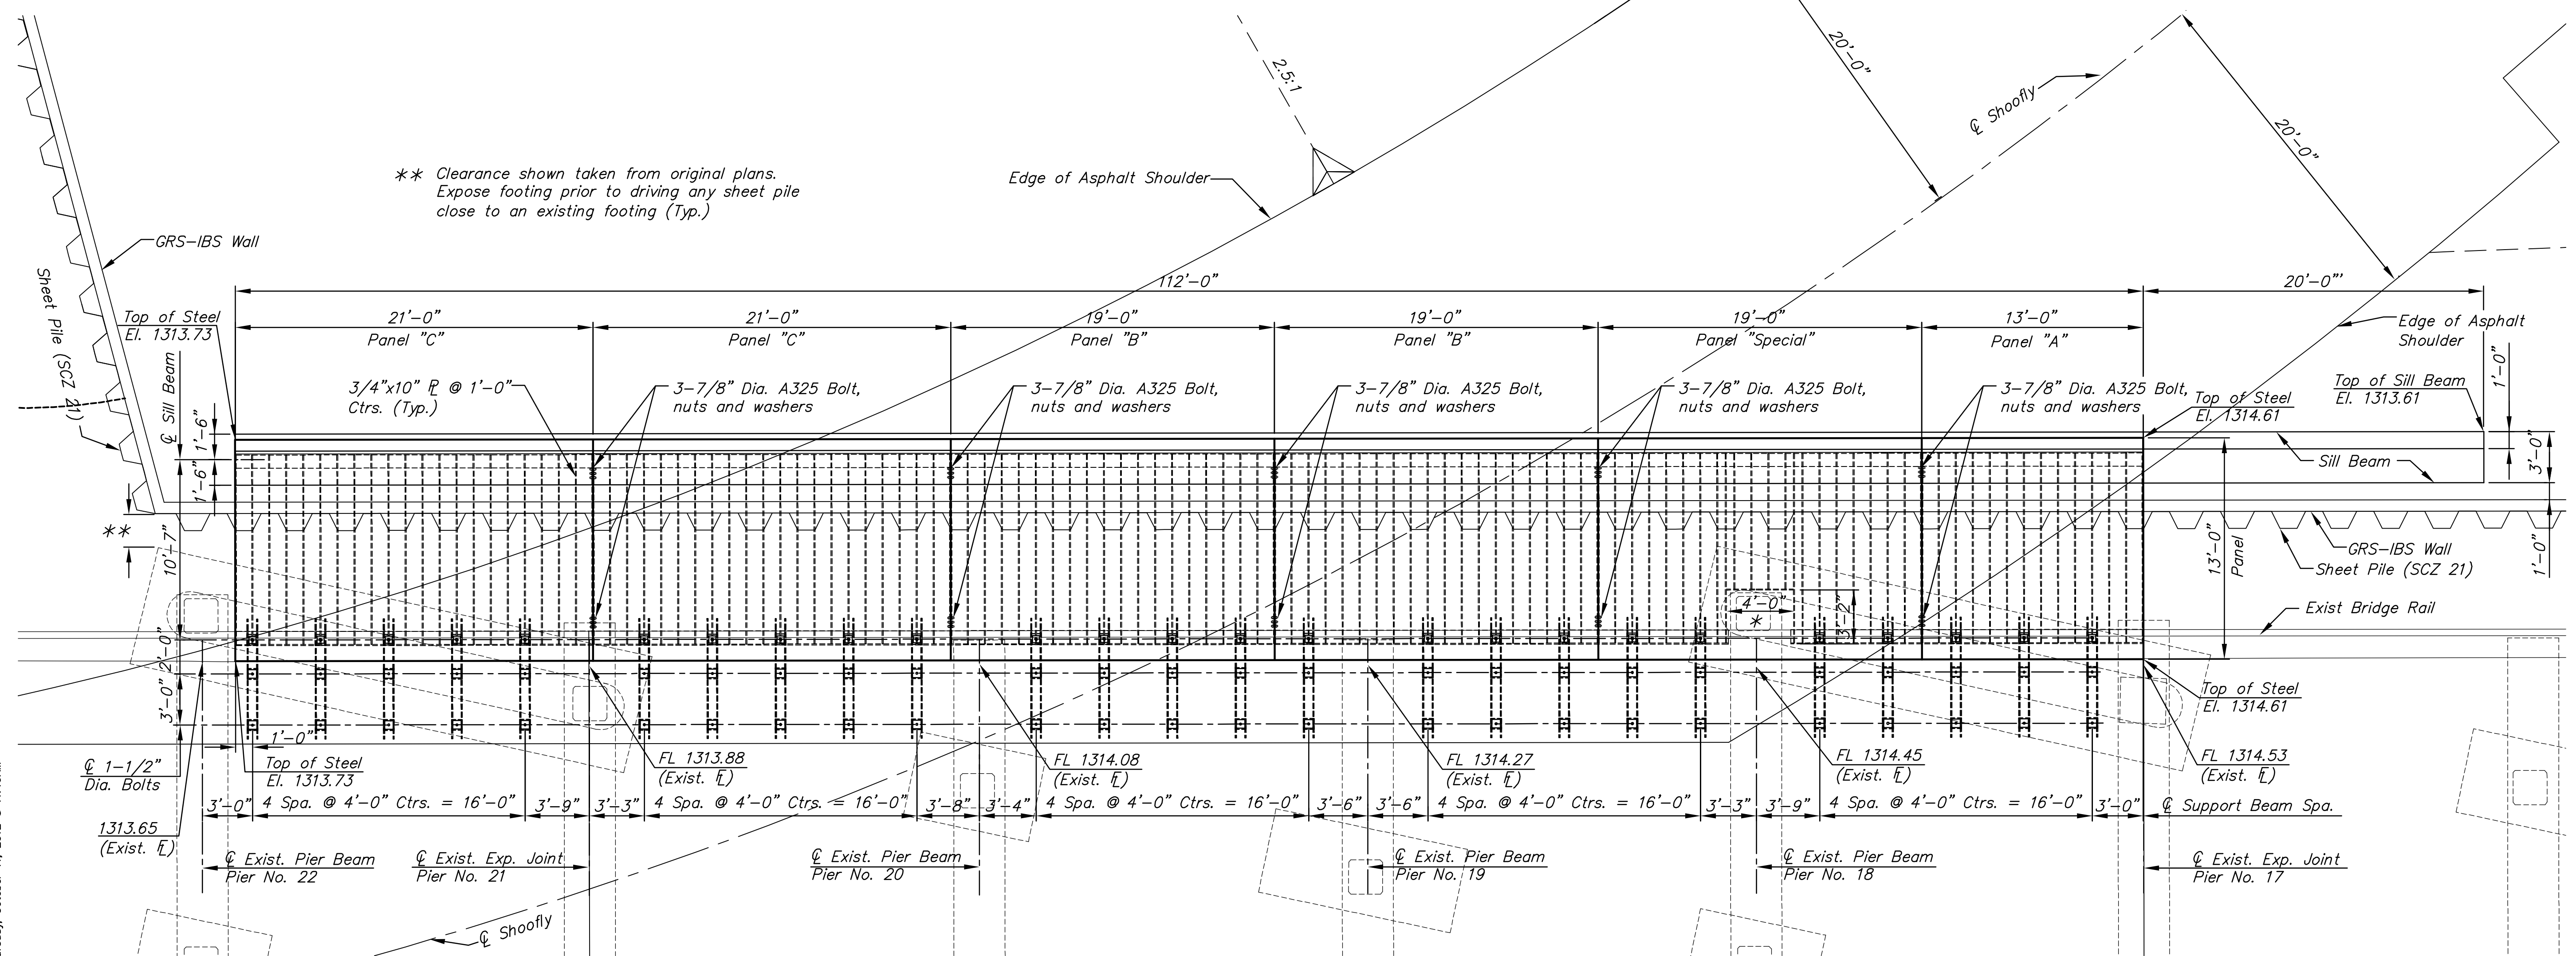 2.5:1
20'-0"
℄ Shoofly
20'-0"
** Clearance shown taken from original plans.
Expose footing prior to driving any sheet pile
close to an existing footing (Typ.)
Edge of Asphalt Shoulder
GRS-IBS Wall
Sheet Pile (SCZ 21)
112'-0"
20'-0"'
Top of Steel
El. 1313.73
21'-0"
Panel "C"
21'-0"
Panel "C"
19'-0"
Panel "B"
19'-0"
Panel "B"
19'-0"
Panel "Special"
13'-0"
Panel "A"
Edge of Asphalt
Shoulder
℄ Sill Beam
1'-6"
1'-6"
3/4"x10" ℞ @ 1'-0"
Ctrs. (Typ.)
3-7/8" Dia. A325 Bolt,
nuts and washers
3-7/8" Dia. A325 Bolt,
nuts and washers
3-7/8" Dia. A325 Bolt,
nuts and washers
3-7/8" Dia. A325 Bolt,
nuts and washers
3-7/8" Dia. A325 Bolt,
nuts and washers
Top of Steel
El. 1314.61
Top of Sill Beam
El. 1313.61
1'-0"
3'-0"
Sill Beam
**
10'-7"
13'-0"
Panel
GRS-IBS Wall
Sheet Pile (SCZ 21)
1'-0"
4'-0"
*
3'-2"
Exist Bridge Rail
2'-0"
3'-0"
1'-0"
Top of Steel
El. 1314.61
℄ 1-1/2"
Dia. Bolts
Top of Steel
El. 1313.73
FL 1313.88
(Exist. ℄)
FL 1314.08
(Exist. ℄)
FL 1314.27
(Exist. ℄)
FL 1314.45
(Exist. ℄)
FL 1314.53
(Exist. ℄)
3'-0"
4 Spa. @ 4'-0" Ctrs. = 16'-0"
3'-9"
3'-3"
4 Spa. @ 4'-0" Ctrs. = 16'-0"
3'-8"
3'-4"
4 Spa. @ 4'-0" Ctrs. = 16'-0"
3'-6"
3'-6"
4 Spa. @ 4'-0" Ctrs. = 16'-0"
3'-3"
3'-9"
4 Spa. @ 4'-0" Ctrs. = 16'-0"
3'-0"
℄ Support Beam Spa.
1313.65
(Exist. ℄)
℄ Exist. Pier Beam
Pier No. 22
℄ Exist. Exp. Joint
Pier No. 21
℄ Exist. Pier Beam
Pier No. 20
℄ Exist. Pier Beam
Pier No. 19
℄ Exist. Pier Beam
Pier No. 18
℄ Exist. Exp. Joint
Pier No. 17
℄ Shoofly